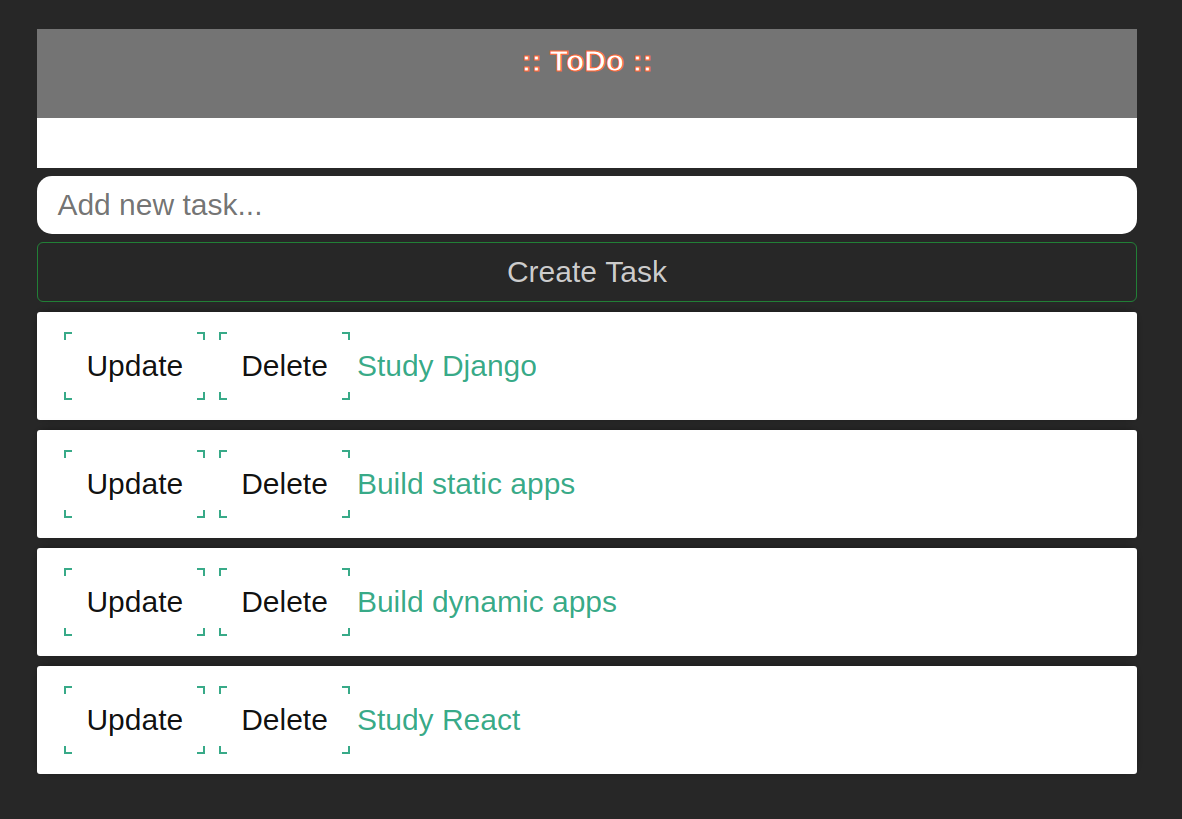 :: ToDo ::
Add new task...
Create Task
Update Delete Study Django
Update Delete Build static apps
Update Delete Build dynamic apps
Update Delete Study React